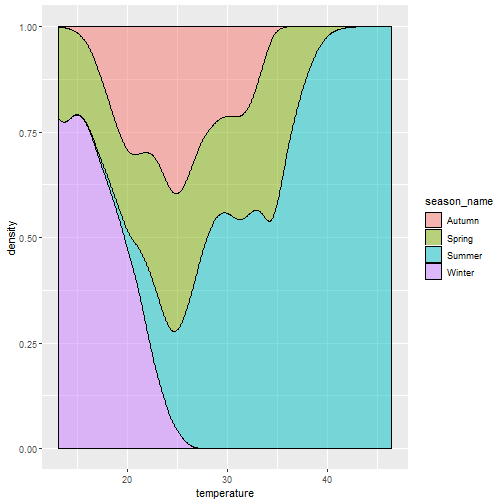 1.00
0.75
0.50
0.25
0.00
density
20
30
40
temperature
season_name
Autumn
Spring
Summer
Winter